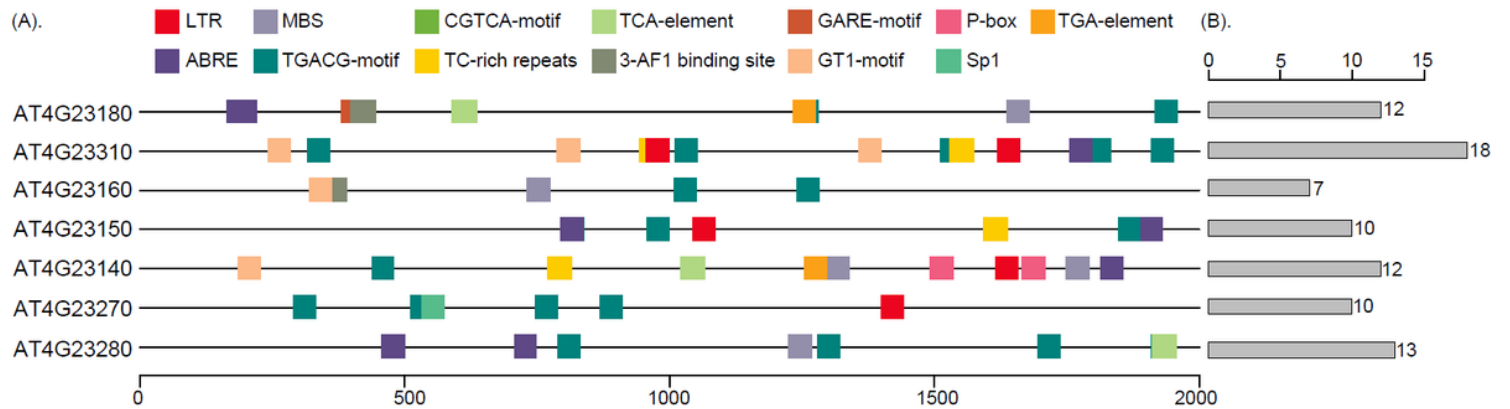 (A). LTR MBS CGTCA-motif TCA-element GARE-motif P-box TGA-element (B).
ABRE TGACG-motif TC-rich repeats 3-AF1 binding site GT1-motif Sp1
0 5 10 15
AT4G23180 12
AT4G23310 18
AT4G23160 7
AT4G23150 10
AT4G23140 12
AT4G23270 10
AT4G23280 13
0 500 1000 1500 2000